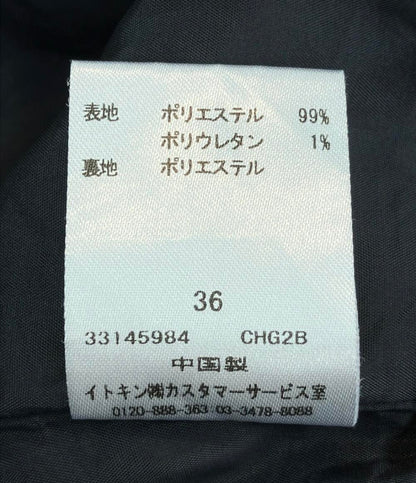 表地 ポリエステル 99%
ポリウレタン 1%
裏地 ポリエステル
36
33145984 CHG2B
中国製
イトキン㈱カスタマーサービス室
0120-888-363 03-3478-8088